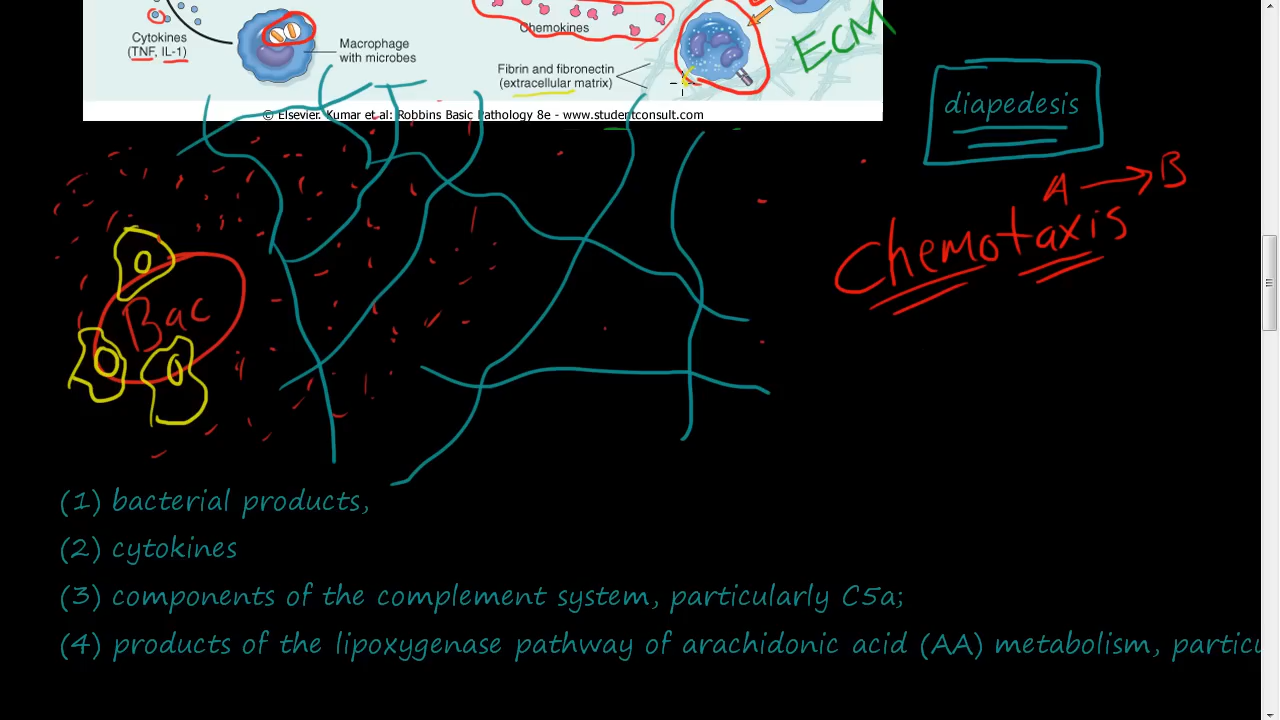 Cytokines
(TNF, IL-1)
Macrophage
with microbes
Chemokines
Fibrin and fibronectin
(extracellular matrix)
ECM
© Elsevier. Kumar et al: Robbins Basic Pathology 8e - www.studentconsult.com
diapedesis
A → B
Chemotaxis
Bac
(1) bacterial products,
(2) cytokines
(3) components of the complement system, particularly C5a;
(4) products of the lipoxygenase pathway of arachidonic acid (AA) metabolism, particu